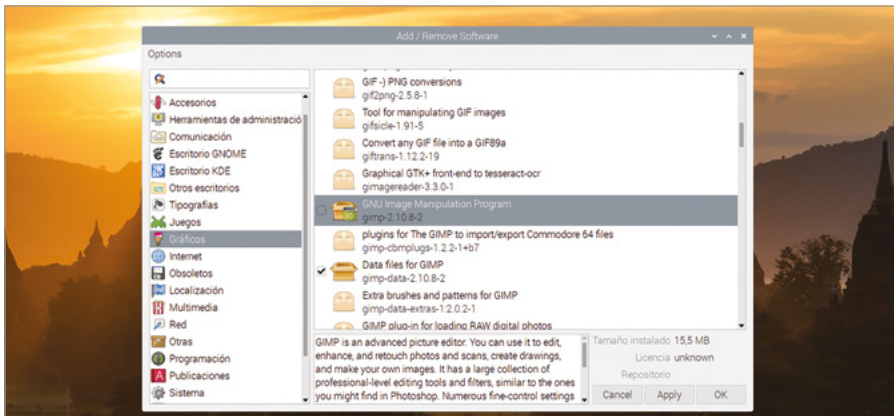 Add / Remove Software
Options
Accesorios
Herramientas de administració
Comunicación
Escritorio GNOME
Escritorio KDE
Otros escritorios
Tipografías
Juegos
Gráficos
Internet
Obsoletos
Localización
Multimedia
Red
Otras
Programación
Publicaciones
Sistema
GIF -) PNG conversions
gif2png-2.5.8-1
Tool for manipulating GIF images
gifsicle-1.91-5
Convert any GIF file into a GIF89a
giftrans-1.12.2-19
Graphical GTK+ front-end to tesseract-ocr
gimagereader-3.3.0-1
GNU Image Manipulation Program
gimp-2.10.8-2
plugins for The GIMP to import/export Commodore 64 files
gimp-cbmplugs-1.2.2-1+b7
Data files for GIMP
gimp-data-2.10.8-2
Extra brushes and patterns for GIMP
gimp-data-extras-1:2.0.2-1
GIMP plug-in for loading RAW digital photos
GIMP is an advanced picture editor. You can use it to edit,
enhance, and retouch photos and scans, create drawings,
and make your own images. It has a large collection of
professional-level editing tools and filters, similar to the ones
you might find in Photoshop. Numerous fine-control settings
Tamaño instalado 15,5 MB
Licencia unknown
Repositorio
Cancel
Apply
OK